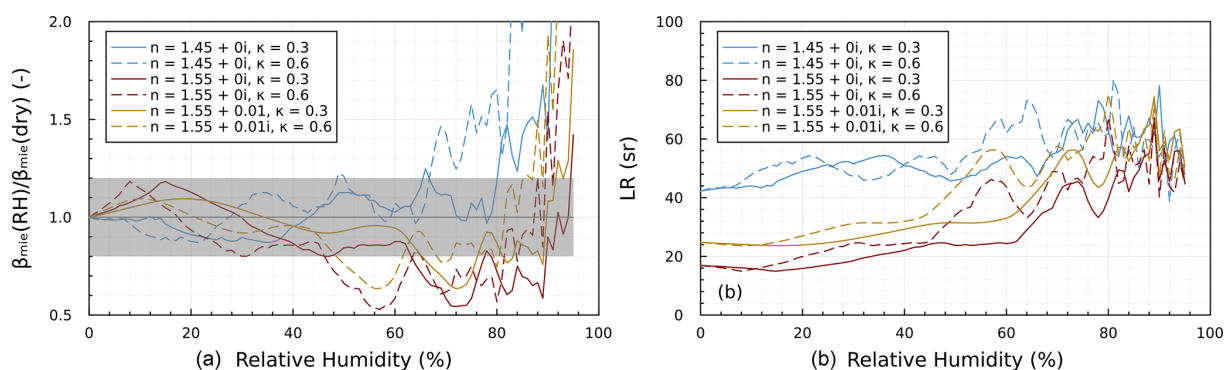 2.0
1.5
1.0
0.5
βmie(RH)/βmie(dry) (-)
n = 1.45 + 0i, κ = 0.3
n = 1.45 + 0i, κ = 0.6
n = 1.55 + 0i, κ = 0.3
n = 1.55 + 0i, κ = 0.6
n = 1.55 + 0.01, κ = 0.3
n = 1.55 + 0.01i, κ = 0.6
0 20 40 60 80 100
(a) Relative Humidity (%)
100
80
60
40
20
0
LR (sr)
n = 1.45 + 0i, κ = 0.3
n = 1.45 + 0i, κ = 0.6
n = 1.55 + 0i, κ = 0.3
n = 1.55 + 0i, κ = 0.6
n = 1.55 + 0.01i, κ = 0.3
n = 1.55 + 0.01i, κ = 0.6
(b)
0 20 40 60 80 100
(b) Relative Humidity (%)